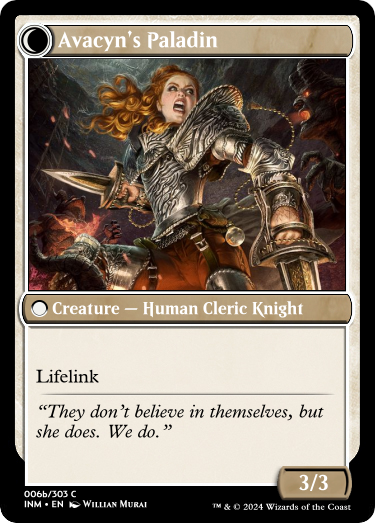 Avacyn's Paladin
Creature — Human Cleric Knight
Lifelink
“They don’t believe in themselves, but
she does. We do.”
3/3
006b/303 C
INM • EN Willian Murai
™ & © 2024 Wizards of the Coast